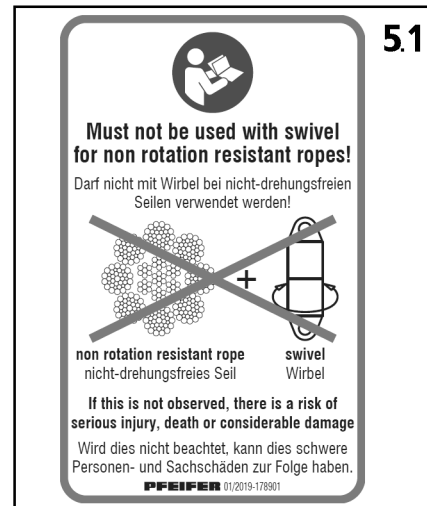 5.1
Must not be used with swivel
for non rotation resistant ropes!
Darf nicht mit Wirbel bei nicht-drehungsfreien
Seilen verwendet werden!
+
non rotation resistant rope swivel
nicht-drehungsfreies Seil Wirbel
If this is not observed, there is a risk of
serious injury, death or considerable damage
Wird dies nicht beachtet, kann dies schwere
Personen- und Sachschäden zur Folge haben.
PFEIFER 01/2019-178901